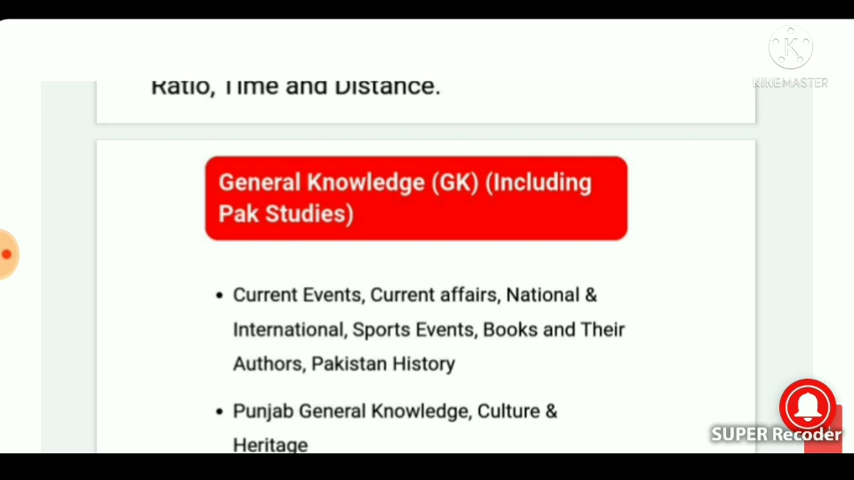 KINEMASTER
Ratio, Time and Distance.
General Knowledge (GK) (Including
Pak Studies)
• Current Events, Current affairs, National &
International, Sports Events, Books and Their
Authors, Pakistan History
• Punjab General Knowledge, Culture &
Heritage
SUPER Recoder